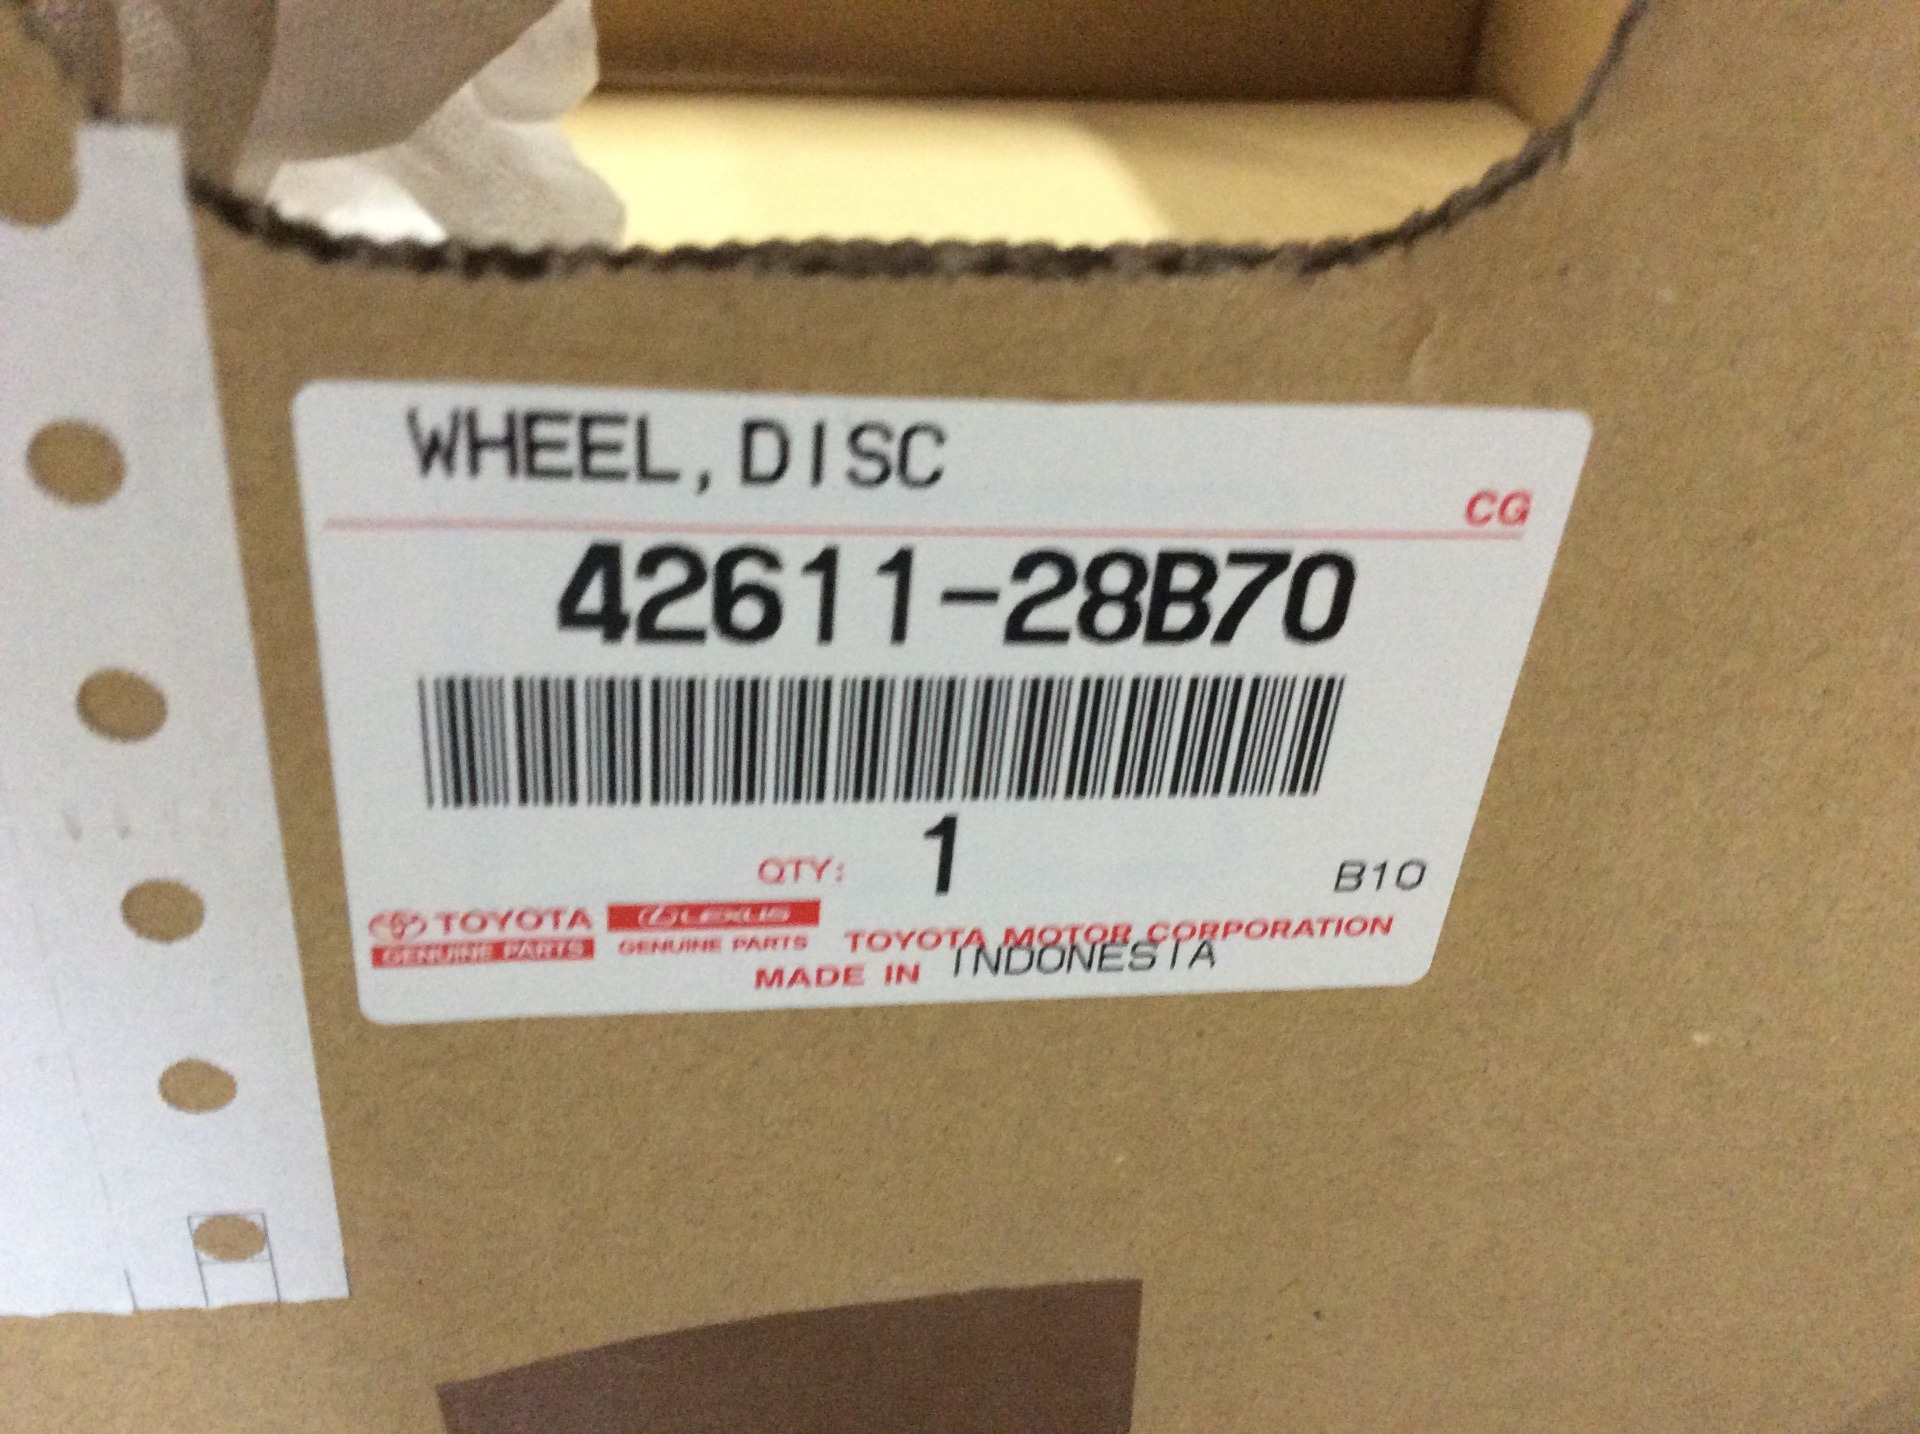 WHEEL, DISC
CG
42611-28B70
QTY: 1
B10
TOYOTA LEXUS
GENUINE PARTS GENUINE PARTS TOYOTA MOTOR CORPORATION
MADE IN INDONESIA